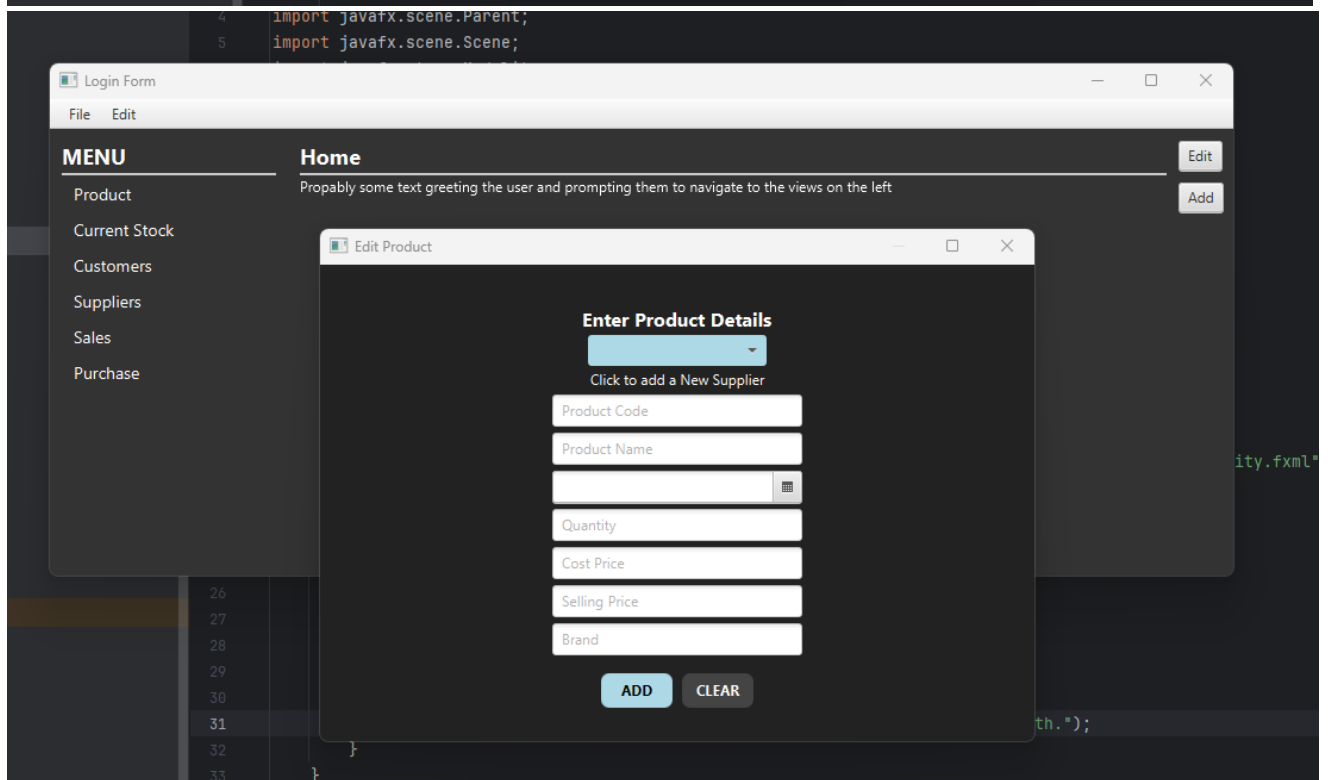 4 import javafx.scene.Parent;
5 import javafx.scene.Scene;
Login Form
File Edit
MENU
Product
Current Stock
Customers
Suppliers
Sales
Purchase
Home
Propably some text greeting the user and prompting them to navigate to the views on the left
Edit
Add
Edit Product
Enter Product Details
Click to add a New Supplier
Product Code
Product Name
Quantity
Cost Price
Selling Price
Brand
ADD CLEAR
ity.fxml"
26
27
28
29
30
31 th.");
32 }
33 }